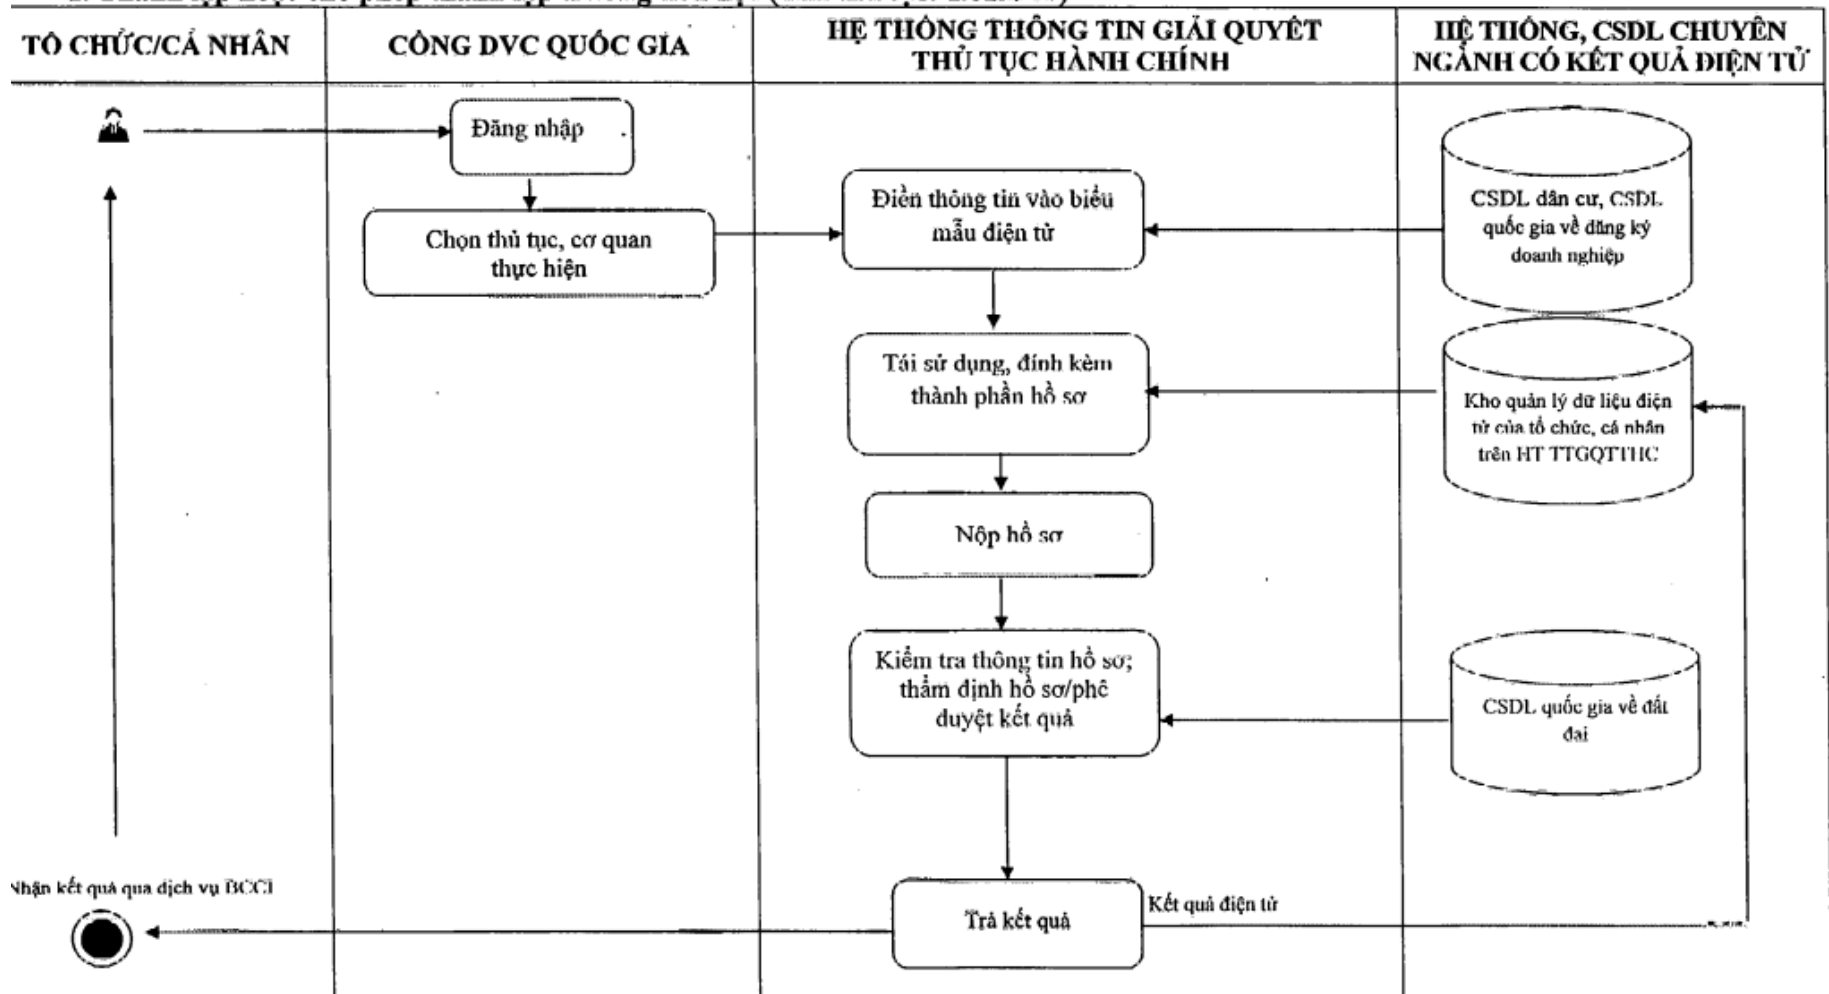 TỔ CHỨC/CÁ NHÂN
CỔNG DVC QUỐC GIA
HỆ THỐNG THÔNG TIN GIẢI QUYẾT
THỦ TỤC HÀNH CHÍNH
HỆ THỐNG, CSDL CHUYÊN
NGÀNH CÓ KẾT QUẢ ĐIỆN TỬ
Đăng nhập
Chọn thủ tục, cơ quan
thực hiện
Điền thông tin vào biểu
mẫu điện tử
CSDL dân cư, CSDL
quốc gia về đăng ký
doanh nghiệp
Tái sử dụng, đính kèm
thành phần hồ sơ
Kho quản lý dữ liệu điện
tử của tổ chức, cá nhân
trên HT TTGQTTHC
Nộp hồ sơ
Kiểm tra thông tin hồ sơ;
thẩm định hồ sơ/phê
duyệt kết quả
CSDL quốc gia về đất
đai
Nhận kết quả qua dịch vụ BCCI
Trả kết quả
Kết quả điện tử